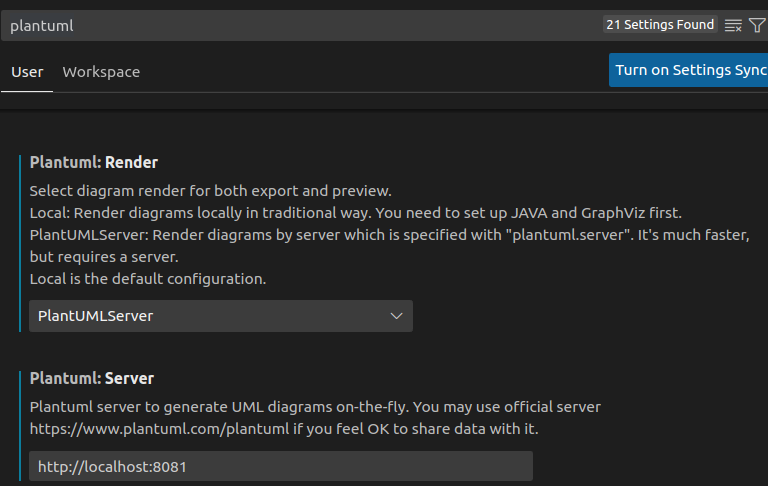 plantuml
21 Settings Found
User
Workspace
Turn on Settings Sync
Plantuml: Render
Select diagram render for both export and preview.
Local: Render diagrams locally in traditional way. You need to set up JAVA and GraphViz first.
PlantUMLServer: Render diagrams by server which is specified with "plantuml.server". It's much faster,
but requires a server.
Local is the default configuration.
PlantUMLServer
Plantuml: Server
Plantuml server to generate UML diagrams on-the-fly. You may use official server
https://www.plantuml.com/plantuml if you feel OK to share data with it.
http://localhost:8081